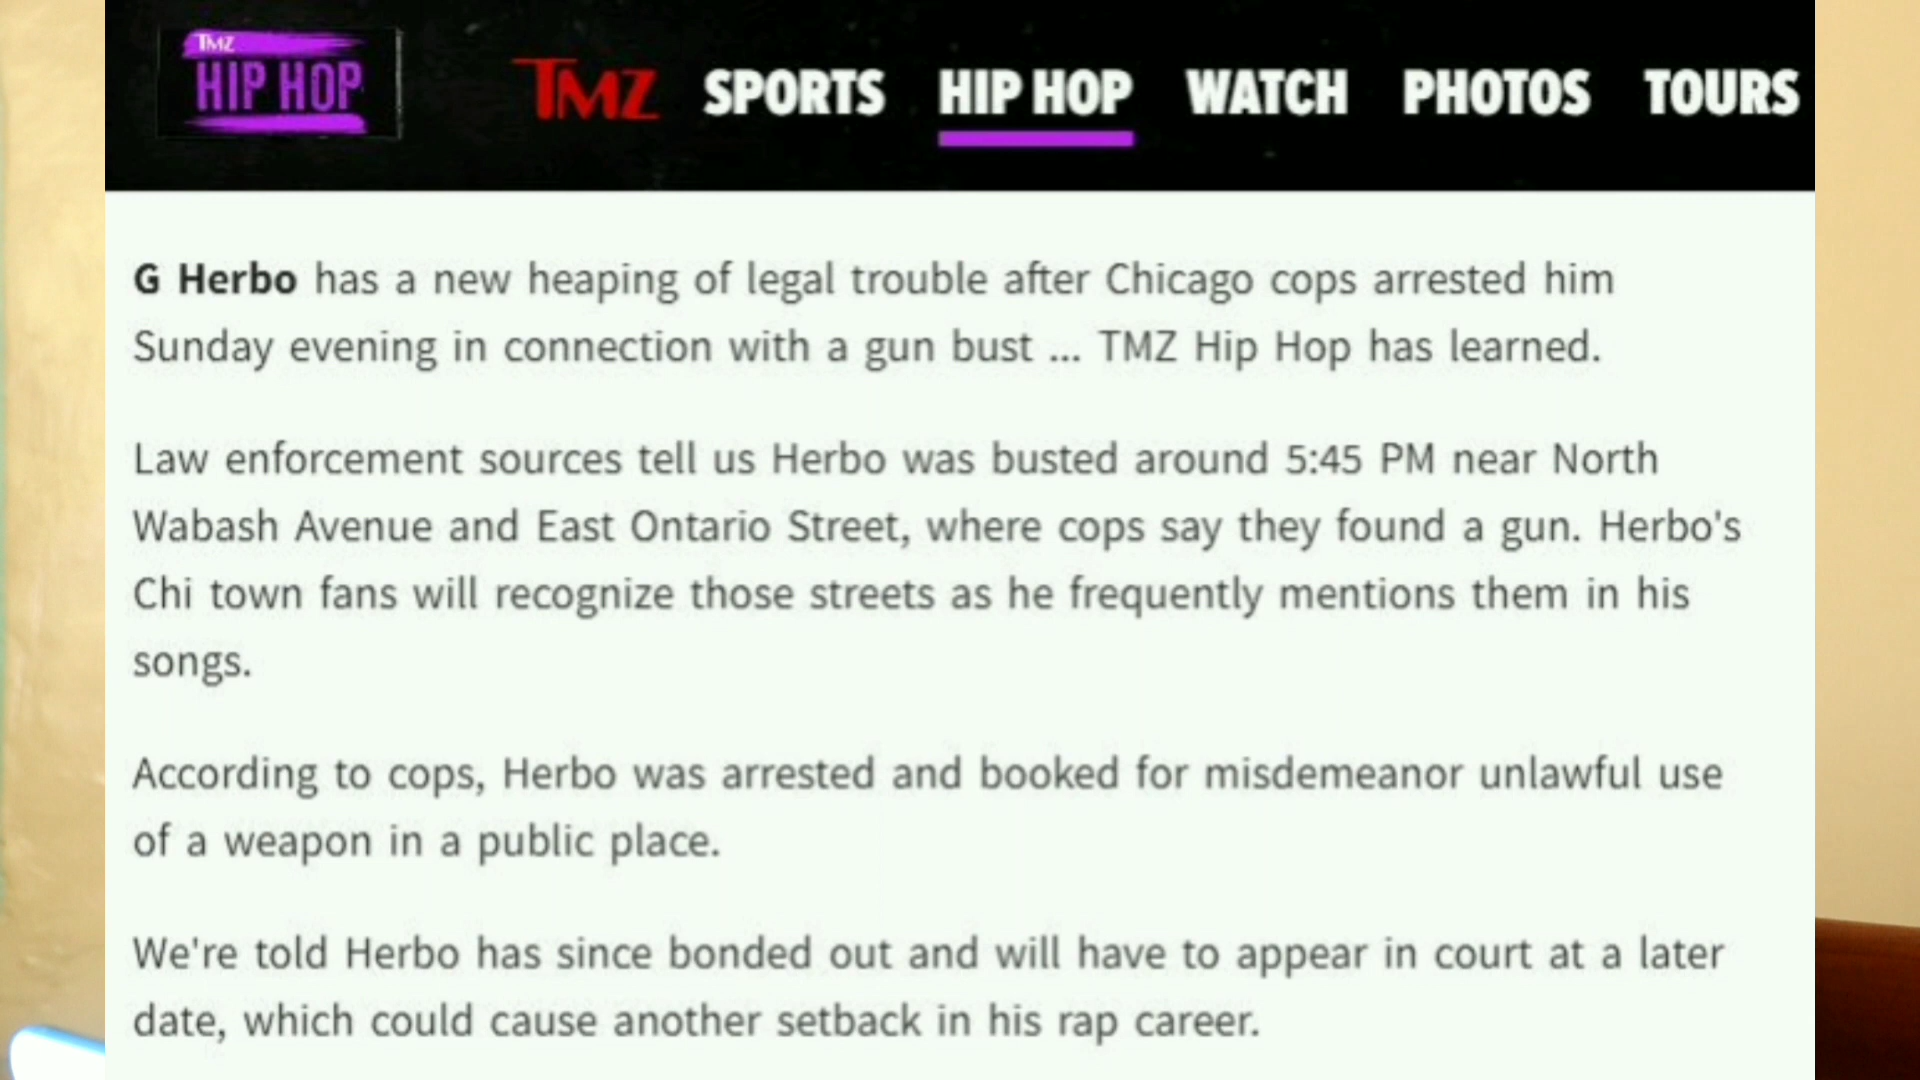 TMZ
HIP HOP
TMZ SPORTS HIP HOP WATCH PHOTOS TOURS
G Herbo has a new heaping of legal trouble after Chicago cops arrested him
Sunday evening in connection with a gun bust ... TMZ Hip Hop has learned.
Law enforcement sources tell us Herbo was busted around 5:45 PM near North
Wabash Avenue and East Ontario Street, where cops say they found a gun. Herbo's
Chi town fans will recognize those streets as he frequently mentions them in his
songs.
According to cops, Herbo was arrested and booked for misdemeanor unlawful use
of a weapon in a public place.
We're told Herbo has since bonded out and will have to appear in court at a later
date, which could cause another setback in his rap career.